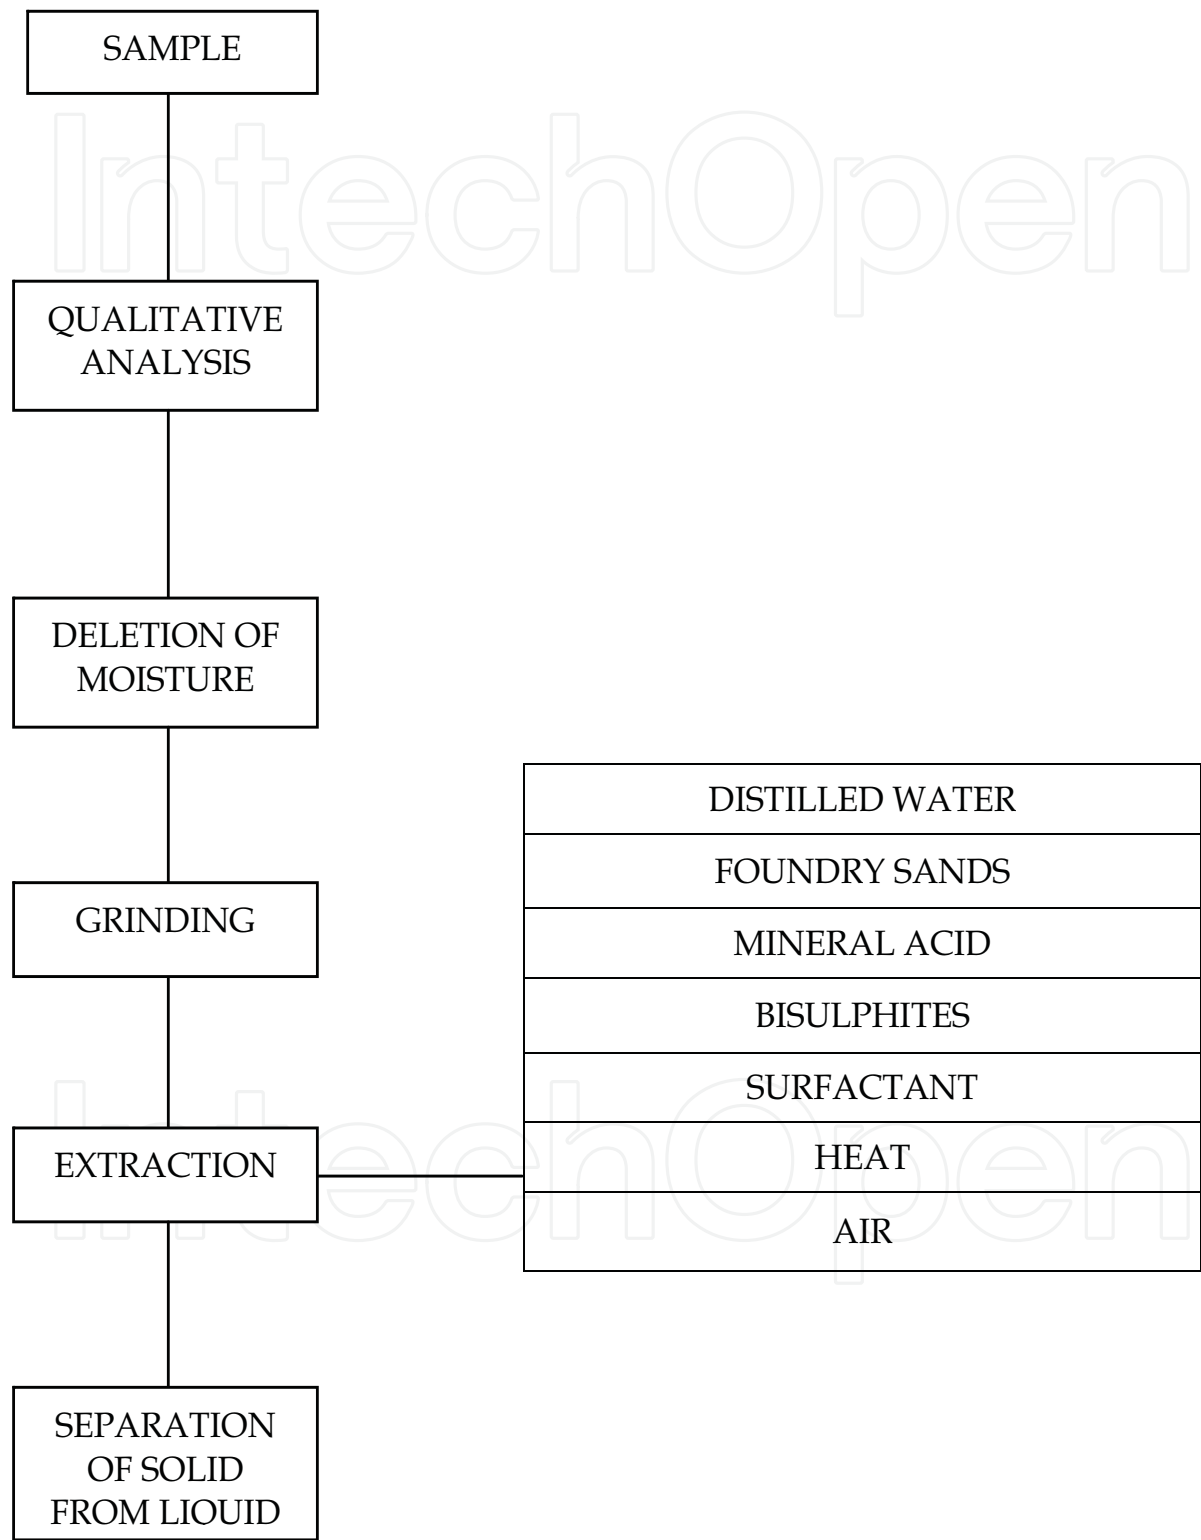 SAMPLE
IntechOpen
QUALITATIVE
ANALYSIS
DELETION OF
MOISTURE
DISTILLED WATER
FOUNDRY SANDS
GRINDING
MINERAL ACID
BISULPHITES
SURFACTANT
IntechOpen
EXTRACTION
HEAT
AIR
SEPARATION
OF SOLID
FROM LIQUID